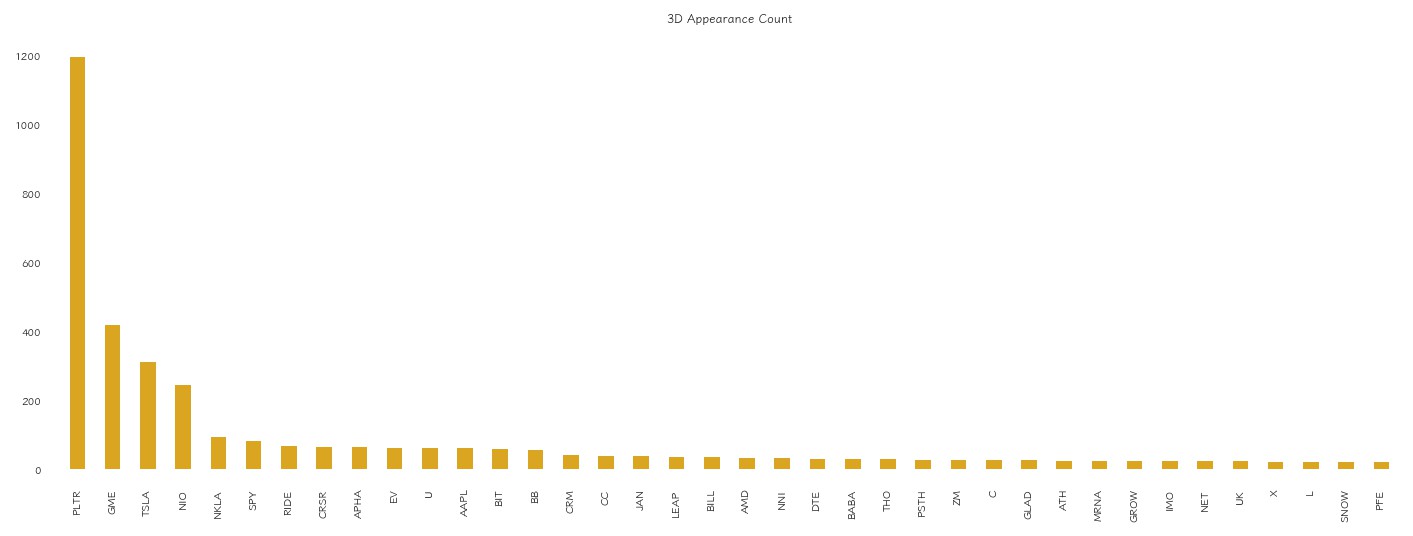 3D Appearance Count
1200
1000
800
600
400
200
0
PLTR
GME
TSLA
NIO
NKLA
SPY
RIDE
CRSR
APHA
EV
U
AAPL
BIT
BB
CRM
CC
JAN
LEAP
BILL
AMD
NNI
DTE
BABA
THO
PSTH
ZM
C
GLAD
ATH
MRNA
GROW
IMO
NET
UK
X
L
SNOW
PFE